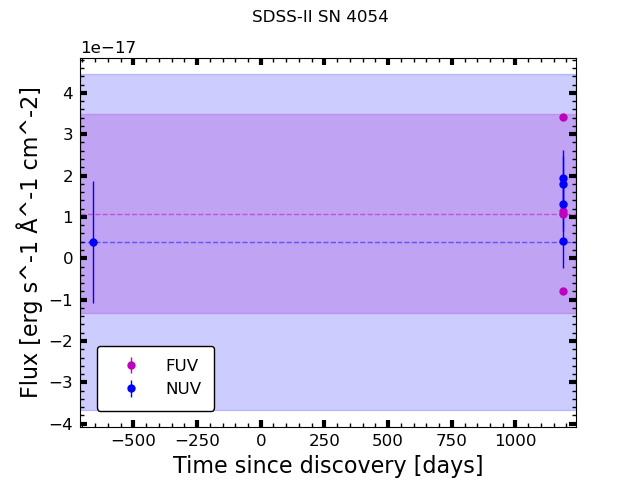 SDSS-II SN 4054
1e−17
Flux [erg s^-1 Å^-1 cm^-2]
4
3
2
1
0
−1
−2
−3
−4
FUV
NUV
−500 −250 0 250 500 750 1000
Time since discovery [days]